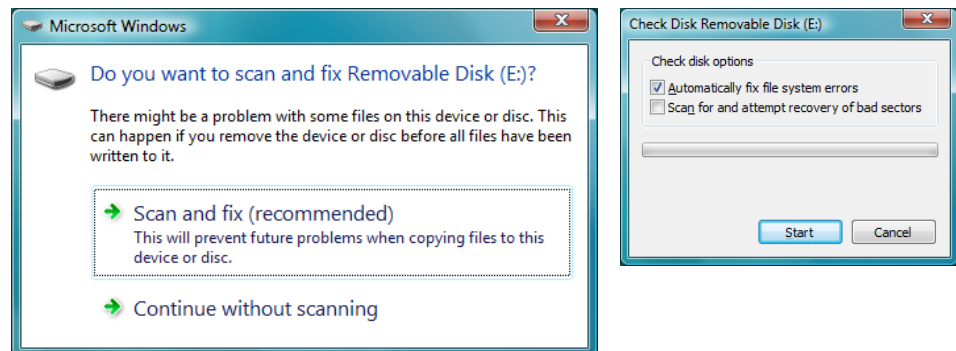 Microsoft Windows
Do you want to scan and fix Removable Disk (E:)?
There might be a problem with some files on this device or disc. This
can happen if you remove the device or disc before all files have been
written to it.
Scan and fix (recommended)
This will prevent future problems when copying files to this
device or disc.
Continue without scanning
Check Disk Removable Disk (E:)
Check disk options
Automatically fix file system errors
Scan for and attempt recovery of bad sectors
Start
Cancel